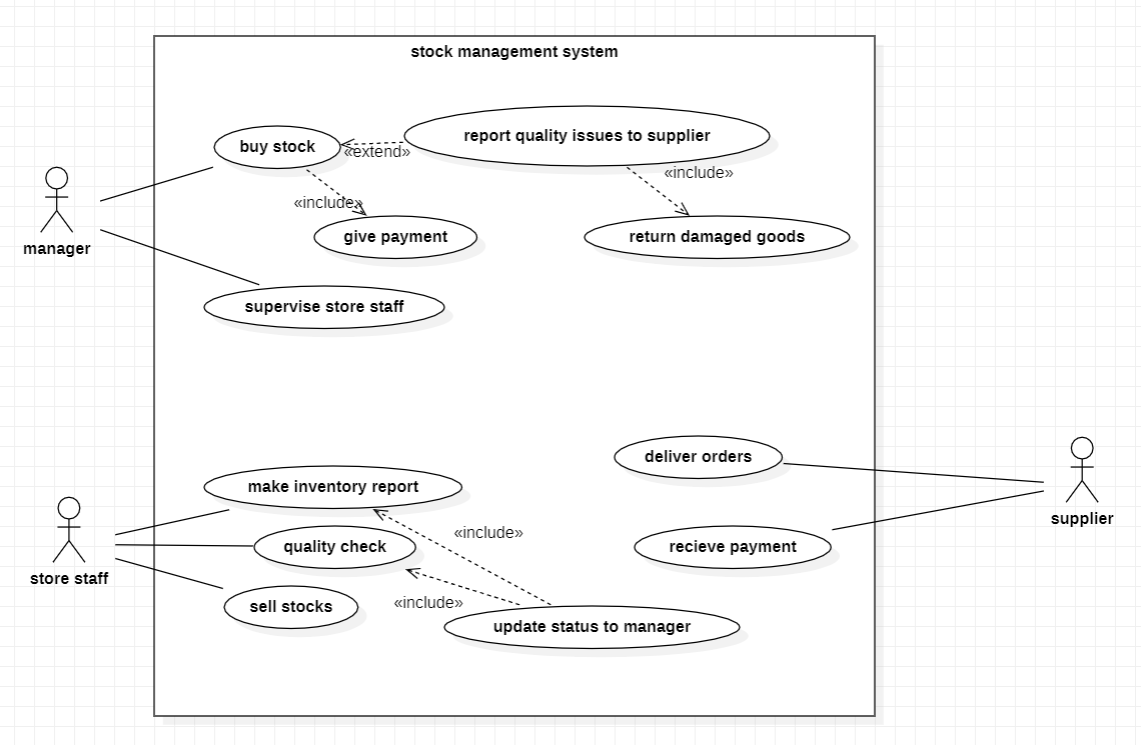 stock management system
buy stock
report quality issues to supplier
«extend»
«include»
«include»
give payment
return damaged goods
manager
supervise store staff
deliver orders
make inventory report
supplier
«include»
quality check
recieve payment
store staff
sell stocks
«include»
update status to manager